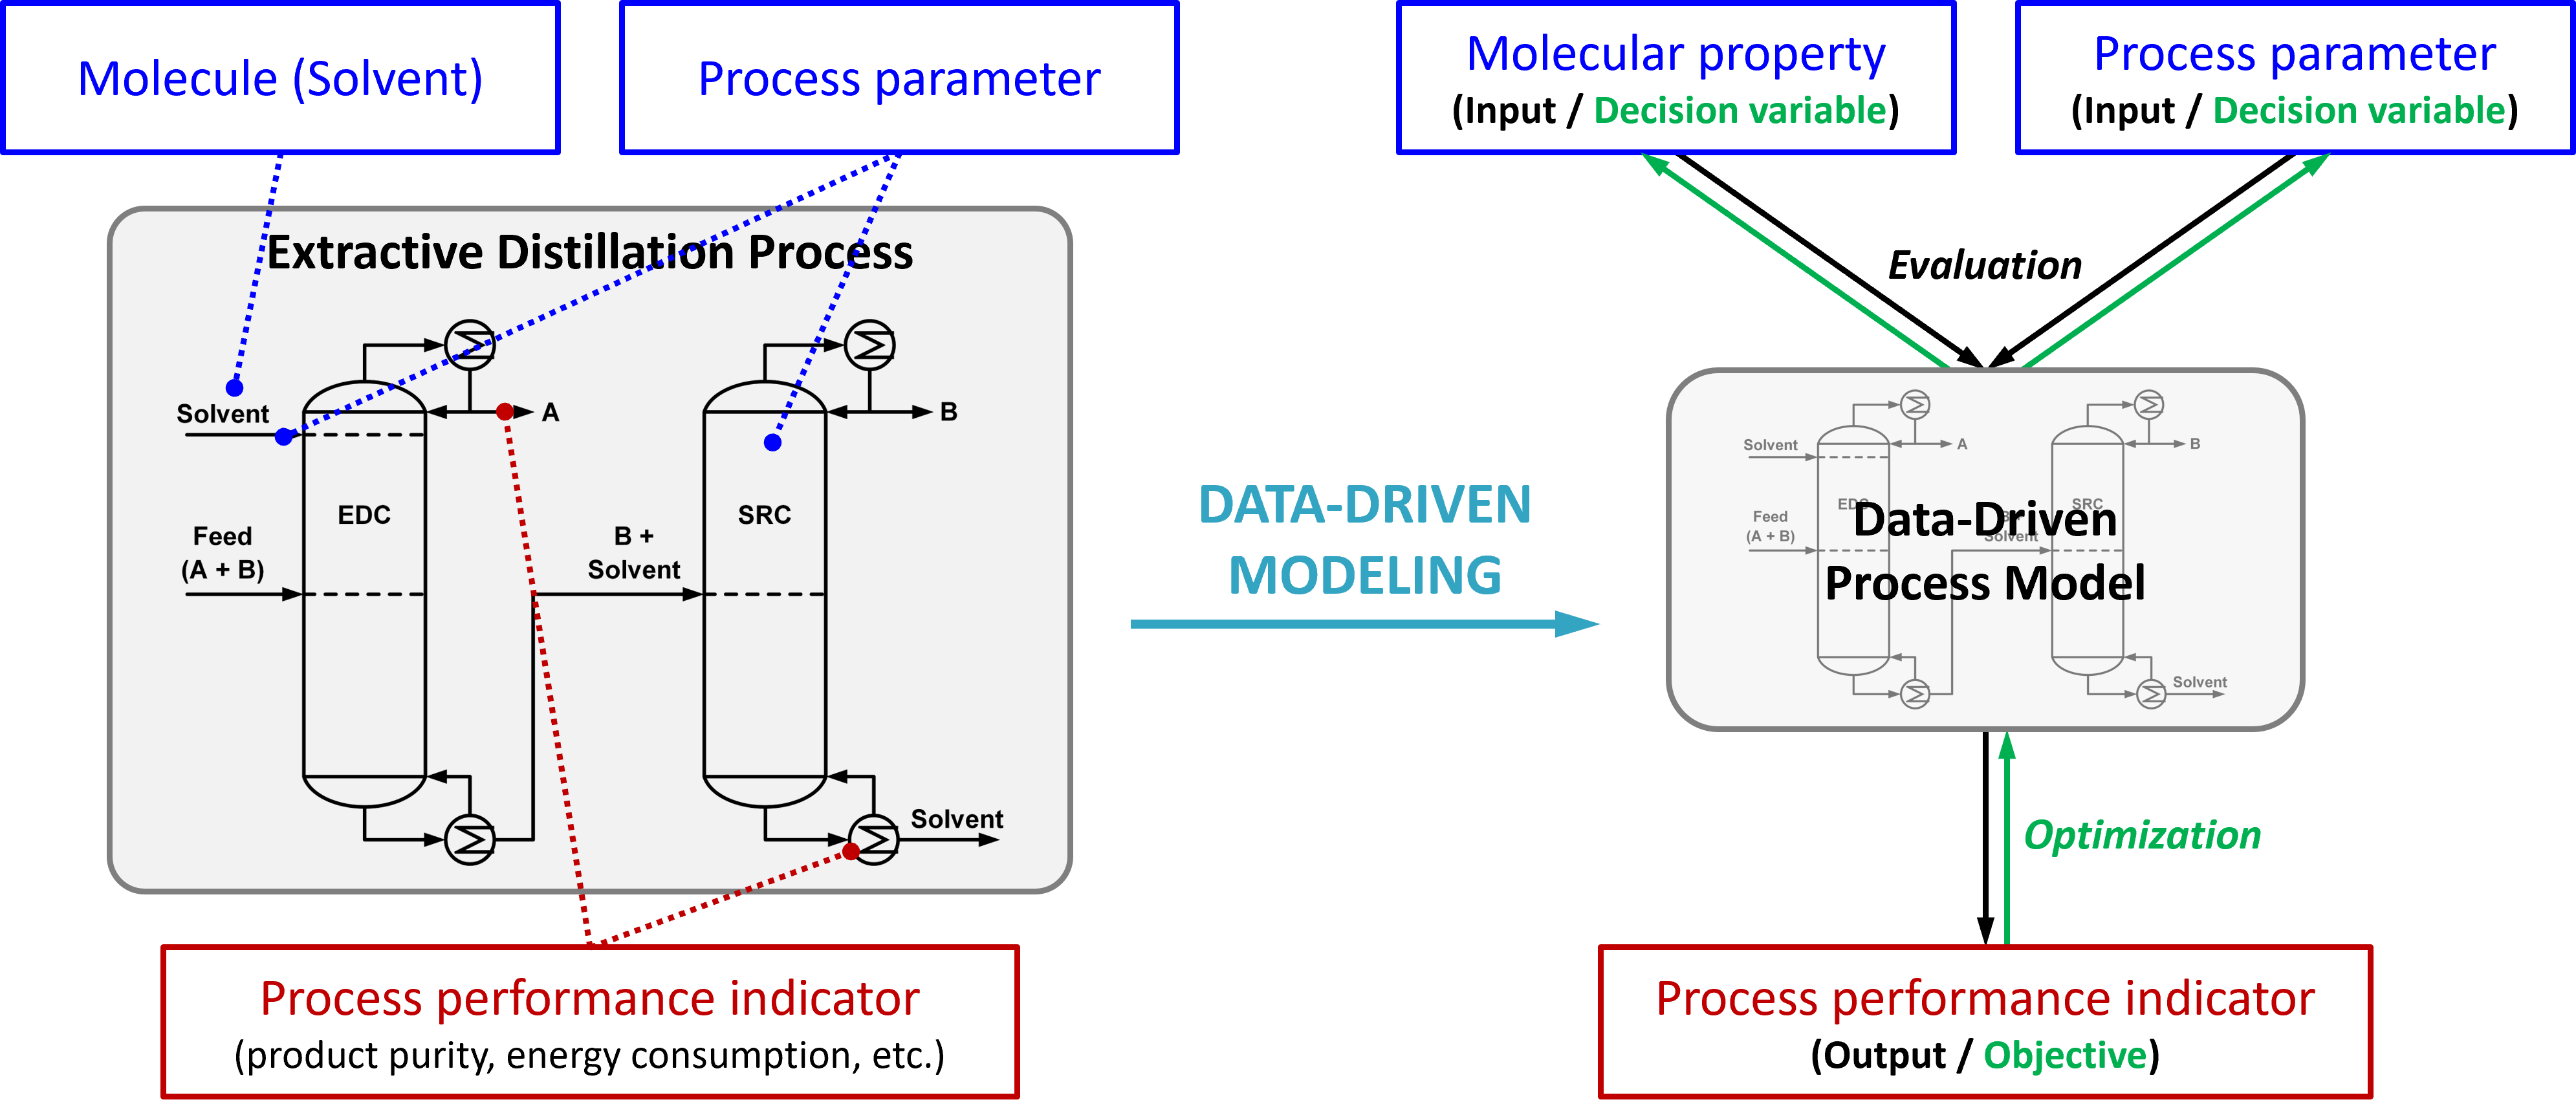 Molecule (Solvent)
Process parameter
Extractive Distillation Process
Solvent
A
B
EDC
SRC
Feed
(A + B)
B +
Solvent
Solvent
Process performance indicator
(product purity, energy consumption, etc.)
DATA-DRIVEN
MODELING
Molecular property
(Input / Decision variable)
Process parameter
(Input / Decision variable)
Evaluation
Solvent
A
B
EDC
SRC
Feed
(A + B)
Solvent
Data-Driven
Process Model
Solvent
Optimization
Process performance indicator
(Output / Objective)